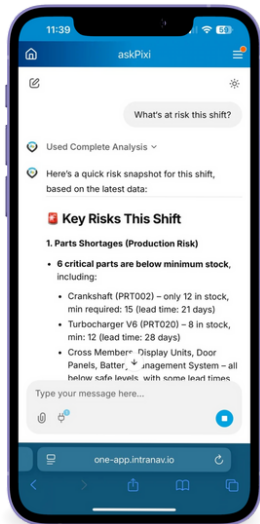 11:39
59
askPixi
What's at risk this shift?
Used Complete Analysis
Here's a quick risk snapshot for this shift,
based on the latest data:
🚨 Key Risks This Shift
1. Parts Shortages (Production Risk)
• 6 critical parts are below minimum stock,
including:
• Crankshaft (PRT002) – only 12 in stock,
min required: 15 (lead time: 21 days)
• Turbocharger V6 (PRT020) – 8 in stock,
min: 12 (lead time: 28 days)
• Cross Members, Display Units, Door
Panels, Management System – all
below safe levels, with some lead times
Type your message here...
one-app.intranav.io